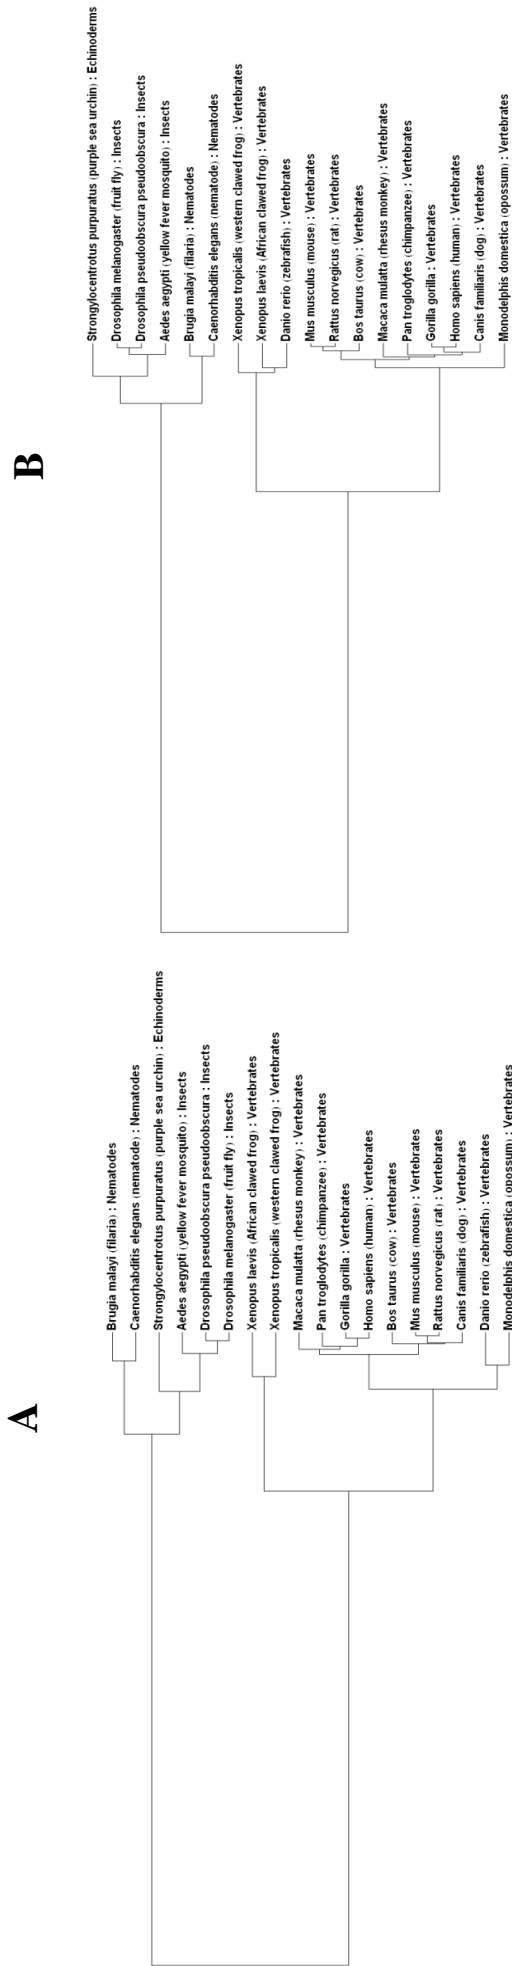 A
Brugia malayi (filaria) : Nematodes
Caenorhabditis elegans (nematode) : Nematodes
Strongylocentrotus purpuratus (purple sea urchin) : Echinoderms
Aedes aegypti (yellow fever mosquito) : Insects
Drosophila pseudoobscura pseudoobscura : Insects
Drosophila melanogaster (fruit fly) : Insects
Xenopus laevis (African clawed frog) : Vertebrates
Xenopus tropicalis (western clawed frog) : Vertebrates
Macaca mulatta (rhesus monkey) : Vertebrates
Pan troglodytes (chimpanzee) : Vertebrates
Gorilla gorilla : Vertebrates
Homo sapiens (human) : Vertebrates
Bos taurus (cow) : Vertebrates
Mus musculus (mouse) : Vertebrates
Rattus norvegicus (rat) : Vertebrates
Canis familiaris (dog) : Vertebrates
Danio rerio (zebrafish) : Vertebrates
Monodelphis domestica (opossum) : Vertebrates
B
Strongylocentrotus purpuratus (purple sea urchin) : Echinoderms
Drosophila melanogaster (fruit fly) : Insects
Drosophila pseudoobscura pseudoobscura : Insects
Aedes aegypti (yellow fever mosquito) : Insects
Brugia malayi (filaria) : Nematodes
Caenorhabditis elegans (nematode) : Nematodes
Xenopus tropicalis (western clawed frog) : Vertebrates
Xenopus laevis (African clawed frog) : Vertebrates
Danio rerio (zebrafish) : Vertebrates
Mus musculus (mouse) : Vertebrates
Rattus norvegicus (rat) : Vertebrates
Bos taurus (cow) : Vertebrates
Macaca mulatta (rhesus monkey) : Vertebrates
Pan troglodytes (chimpanzee) : Vertebrates
Gorilla gorilla : Vertebrates
Homo sapiens (human) : Vertebrates
Canis familiaris (dog) : Vertebrates
Monodelphis domestica (opossum) : Vertebrates